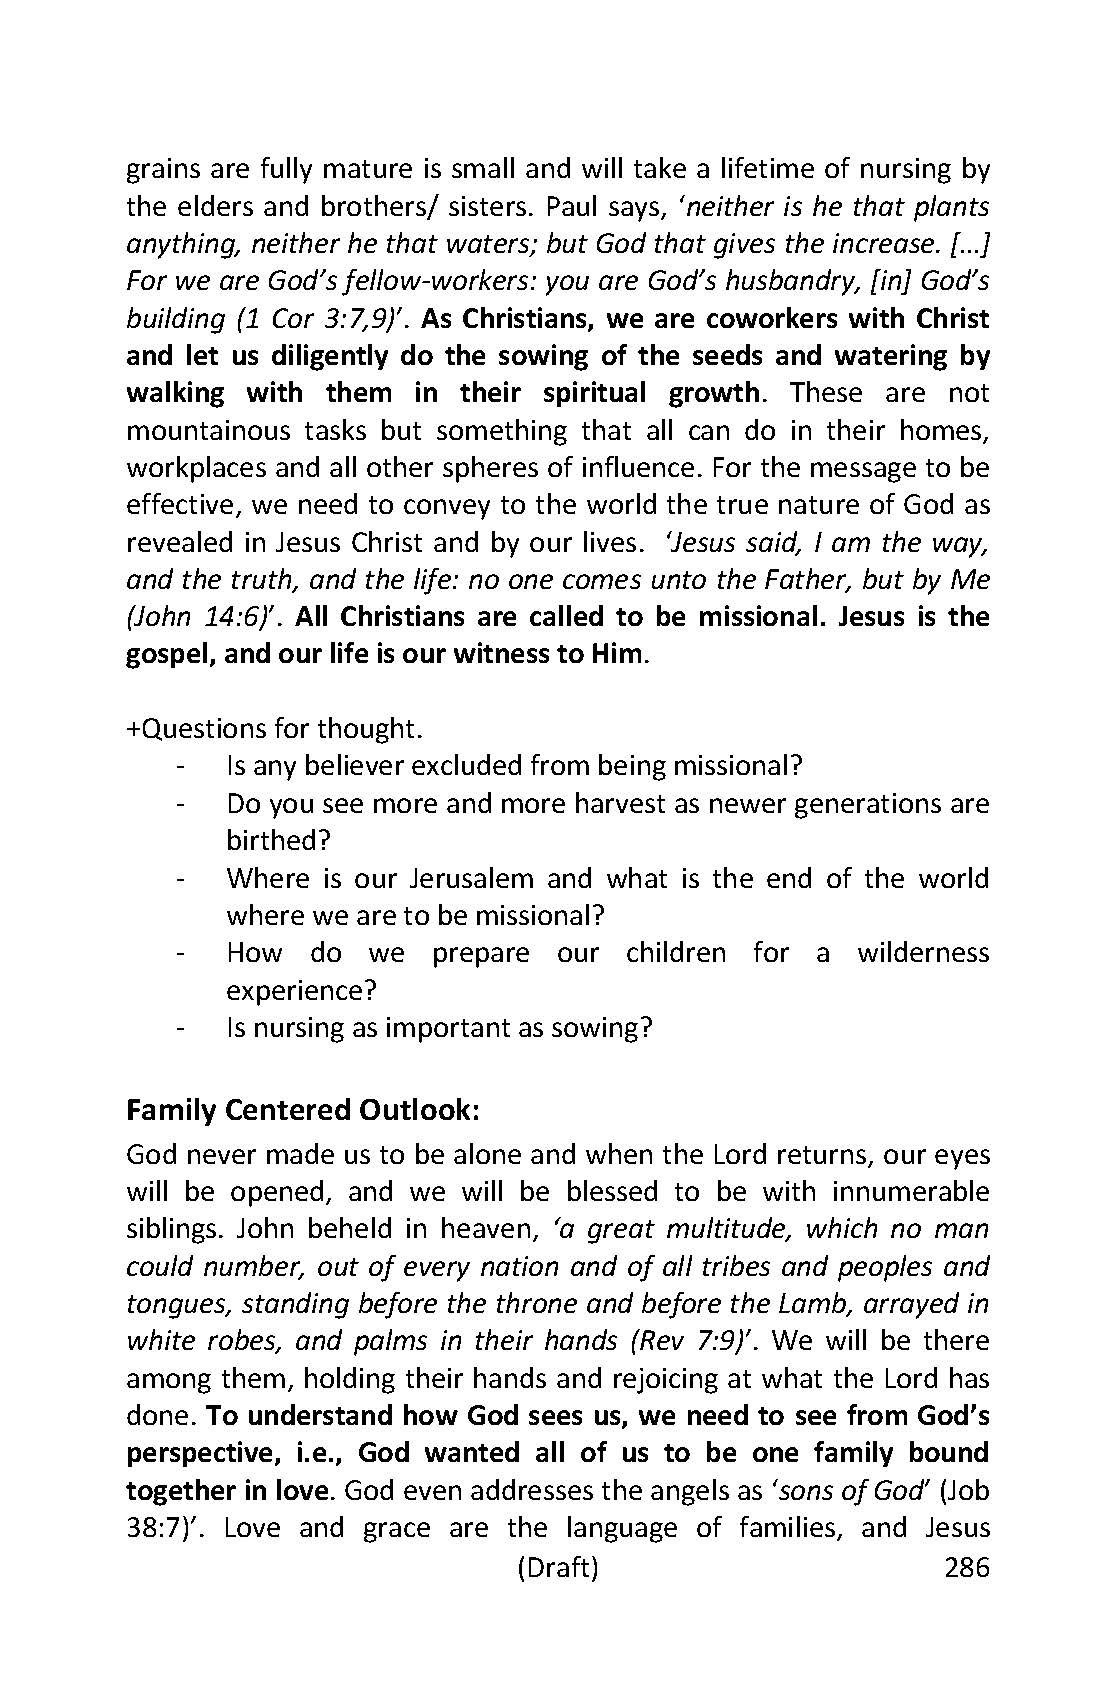 grains are fully mature is small and will take a lifetime of nursing by
the elders and brothers/ sisters. Paul says, ‘neither is he that plants
anything, neither he that waters; but God that gives the increase. [...]
For we are God’s fellow-workers: you are God’s husbandry, [in] God’s
building (1 Cor 3:7,9)’. As Christians, we are coworkers with Christ
and let us diligently do the sowing of the seeds and watering by
walking with them in their spiritual growth. These are not
mountainous tasks but something that all can do in their homes,
workplaces and all other spheres of influence. For the message to be
effective, we need to convey to the world the true nature of God as
revealed in Jesus Christ and by our lives. ‘Jesus said, I am the way,
and the truth, and the life: no one comes unto the Father, but by Me
(John 14:6)’. All Christians are called to be missional. Jesus is the
gospel, and our life is our witness to Him.
+Questions for thought.
- Is any believer excluded from being missional?
- Do you see more and more harvest as newer generations are
birthed?
- Where is our Jerusalem and what is the end of the world
where we are to be missional?
- How do we prepare our children for a wilderness
experience?
- Is nursing as important as sowing?
Family Centered Outlook:
God never made us to be alone and when the Lord returns, our eyes
will be opened, and we will be blessed to be with innumerable
siblings. John beheld in heaven, ‘a great multitude, which no man
could number, out of every nation and of all tribes and peoples and
tongues, standing before the throne and before the Lamb, arrayed in
white robes, and palms in their hands (Rev 7:9)’. We will be there
among them, holding their hands and rejoicing at what the Lord has
done. To understand how God sees us, we need to see from God’s
perspective, i.e., God wanted all of us to be one family bound
together in love. God even addresses the angels as ‘sons of God’ (Job
38:7)’. Love and grace are the language of families, and Jesus
(Draft) 286